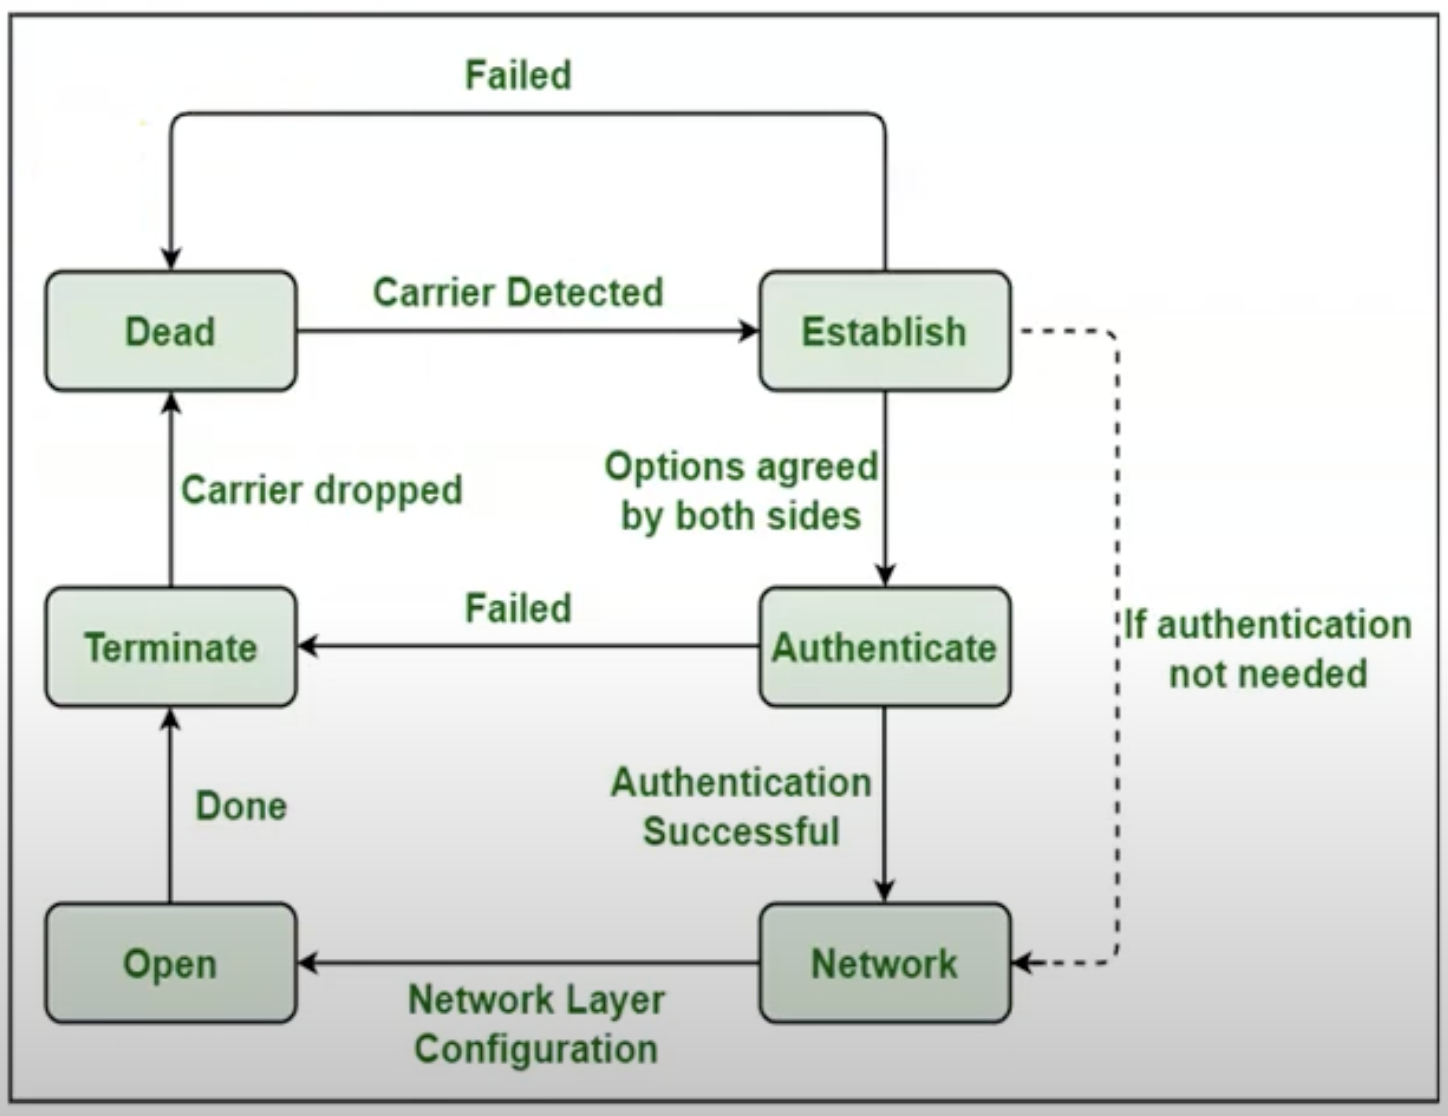 Failed
Carrier Detected
Dead
Establish
Options agreed
by both sides
Carrier dropped
Failed
Terminate
Authenticate
If authentication
not needed
Authentication
Successful
Done
Open
Network
Network Layer
Configuration